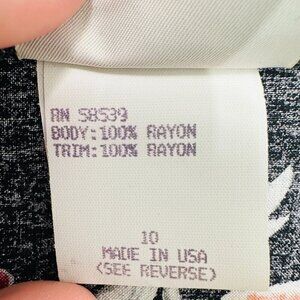 RN 58539
BODY:100% RAYON
TRIM:100% RAYON
10
MADE IN USA
(SEE REVERSE)